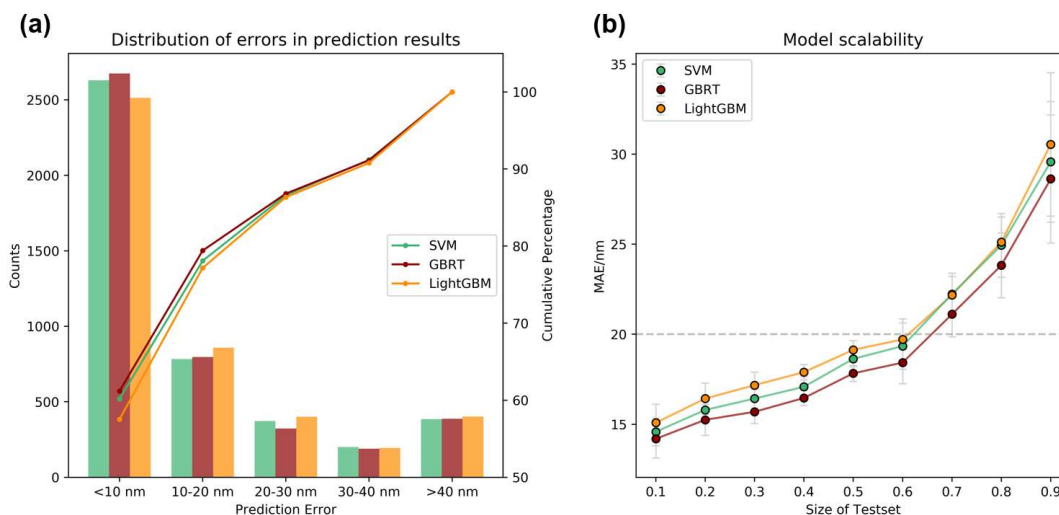 (a)
Distribution of errors in prediction results
Counts
2500
2000
1500
1000
500
0
<10 nm
10-20 nm
20-30 nm
30-40 nm
>40 nm
Prediction Error
100
90
80
70
60
50
Cumulative Percentage
SVM
GBRT
LightGBM
(b)
Model scalability
MAE/nm
35
30
25
20
15
0.1
0.2
0.3
0.4
0.5
0.6
0.7
0.8
0.9
Size of Testset
SVM
GBRT
LightGBM